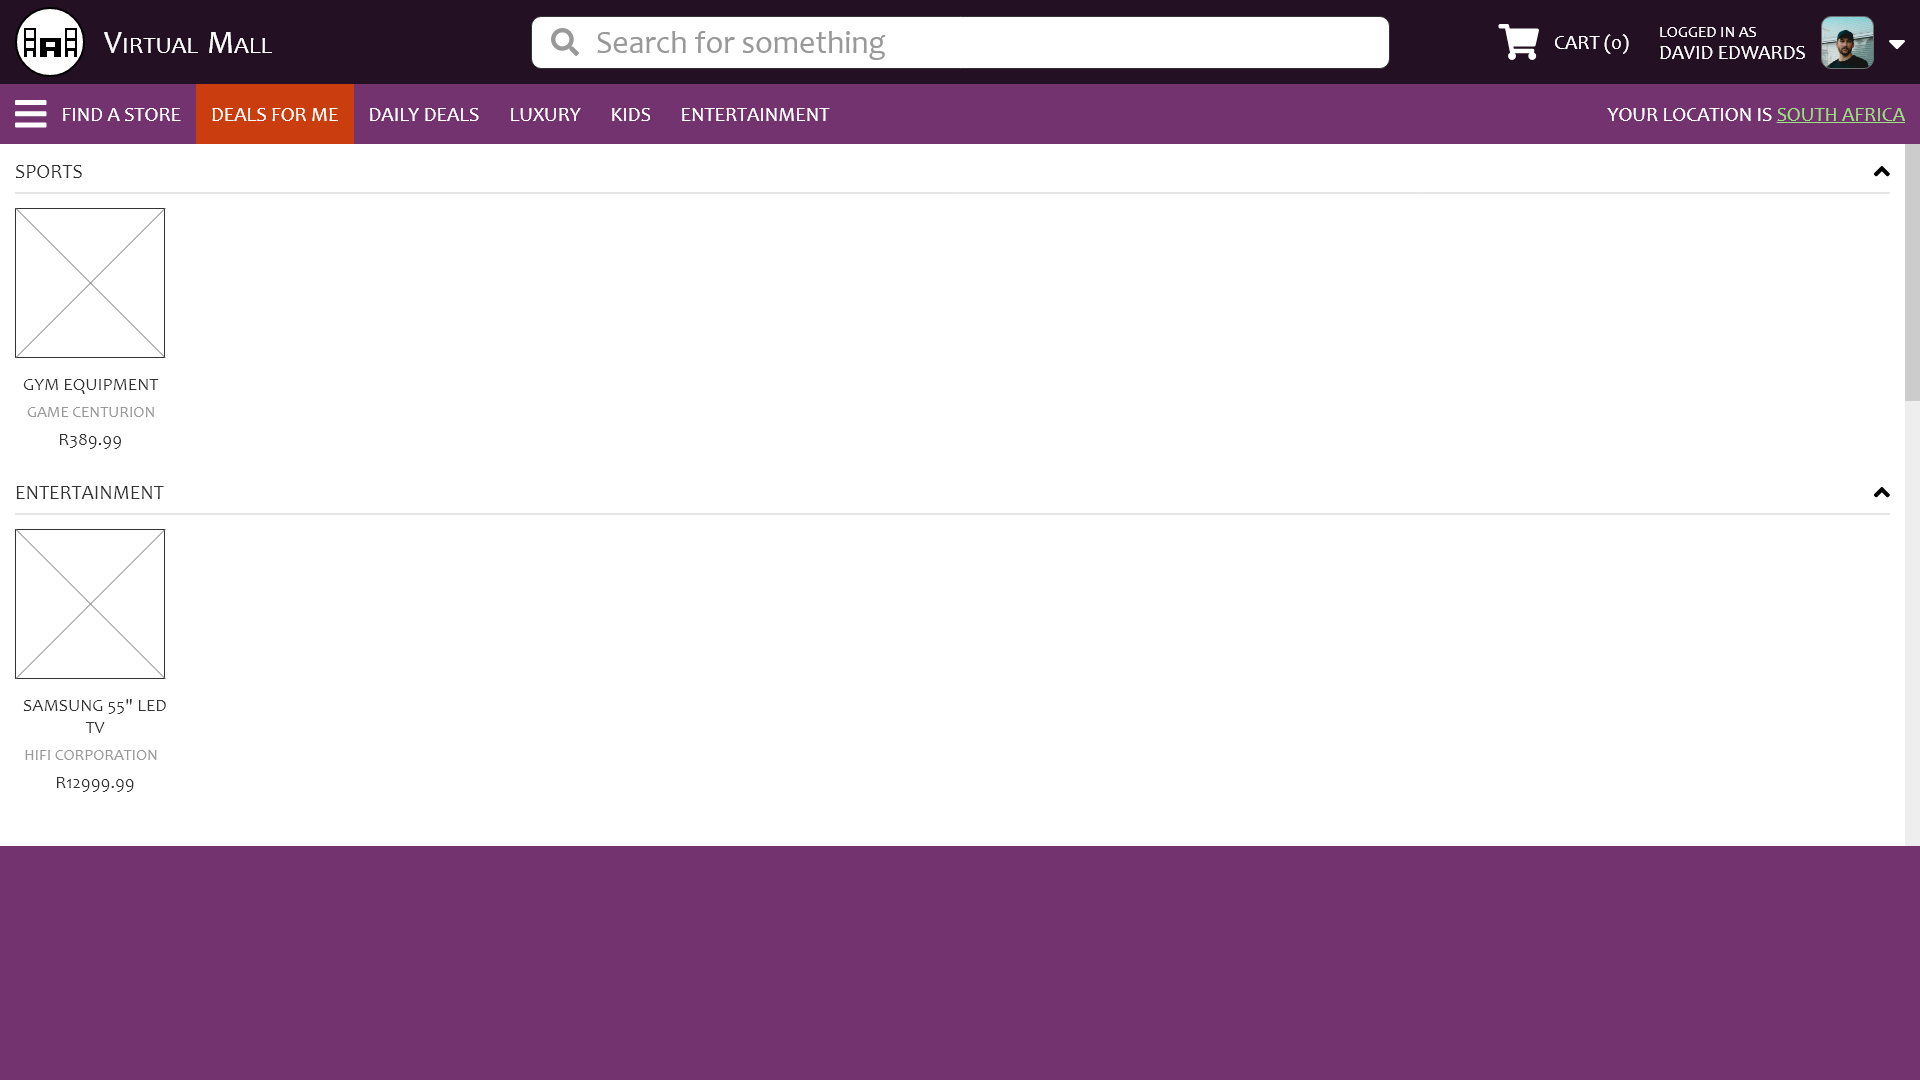 Virtual Mall
Search for something
CART (0)
LOGGED IN AS
DAVID EDWARDS
FIND A STORE
DEALS FOR ME
DAILY DEALS
LUXURY
KIDS
ENTERTAINMENT
YOUR LOCATION IS SOUTH AFRICA
SPORTS
GYM EQUIPMENT
GAME CENTURION
R389.99
ENTERTAINMENT
SAMSUNG 55" LED
TV
HIFI CORPORATION
R12999.99